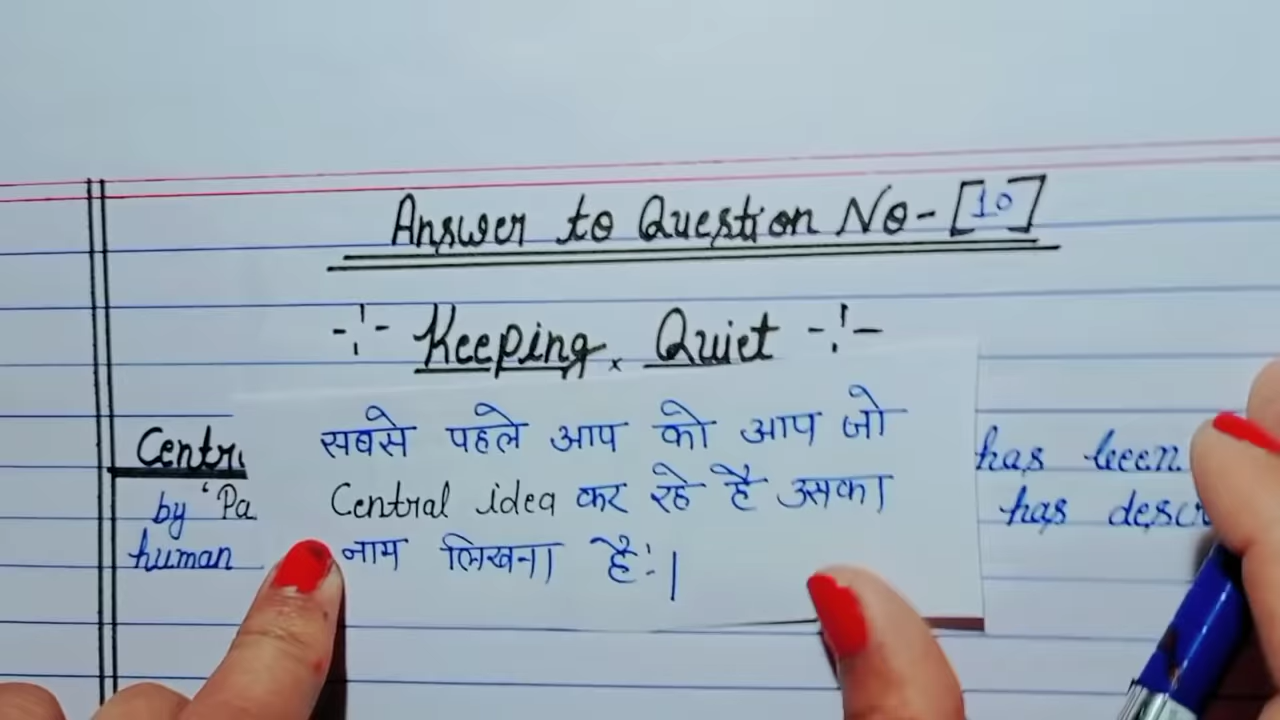 Answer to Question No- [10]
Keeping Quiet
सबसे पहले आप को आप जो
Central idea कर रहे है उसका
नाम लिखना है:।
Centr
has been
by 'Pa
has desc
human